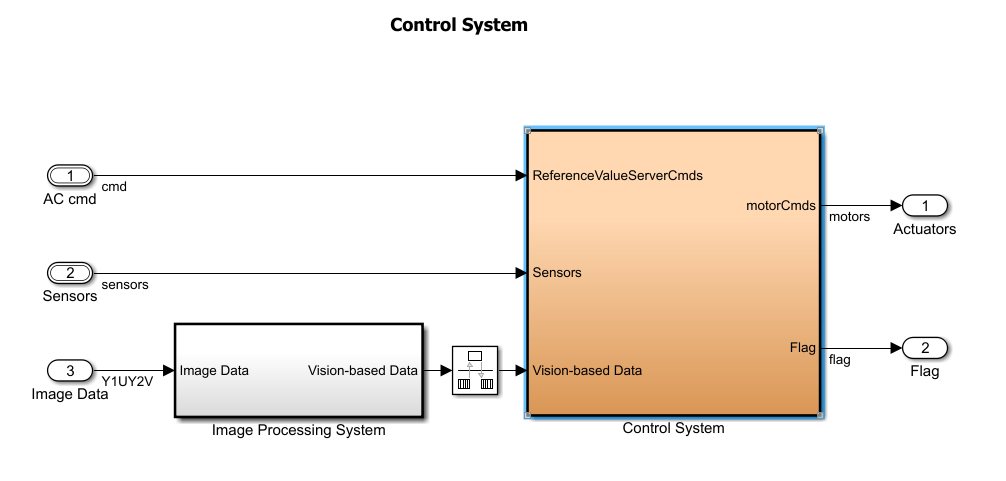 Control System
1
cmd
AC cmd
ReferenceValueServerCmds
motorCmds
motors
1
Actuators
2
sensors
Sensors
Sensors
3
Y1UY2V
Image Data
Image Data
Vision-based Data
Image Processing System
Vision-based Data
Flag
flag
2
Flag
Control System